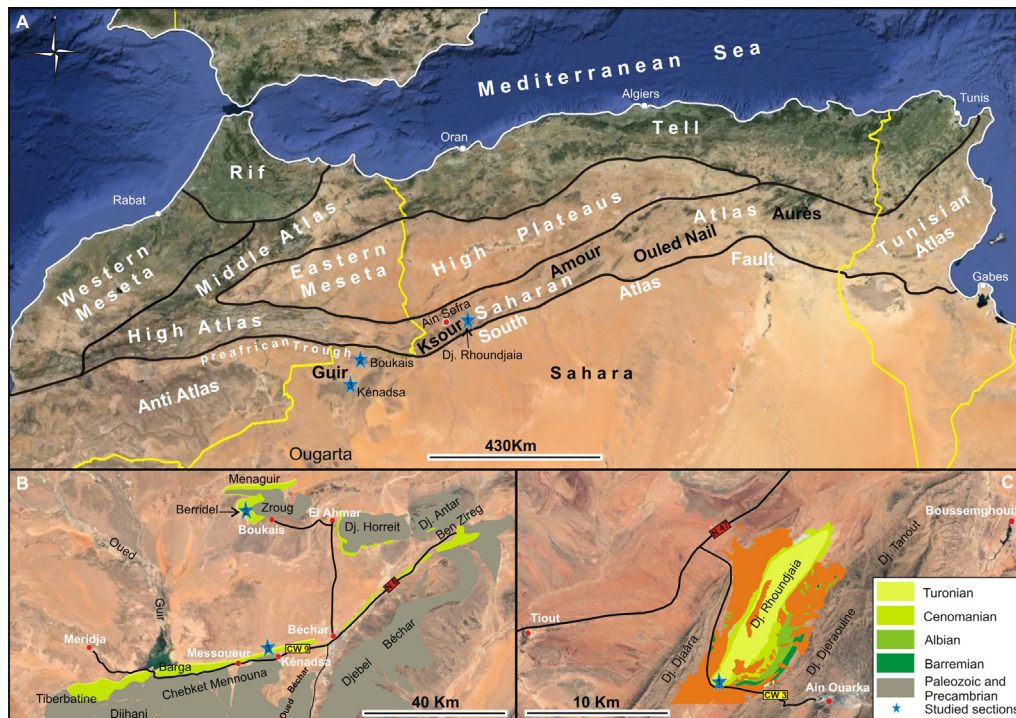 A
Mediterranean Sea
Algiers
Tunis
Oran
Tell
Rif
Rabat
Western
Meseta
Middle Atlas
Eastern
Meseta
High Plateaus
Atlas
Aurès
Tunisian
Atlas
Ouled Nail
Amour
Fault
Gabes
High Atlas
Ain Sefra
Saharan
Atlas
Ksour
South
Dj. Rhoundjaia
preafrican Trough
Boukais
Guir
Kénadsa
Sahara
Anti Atlas
Ougarta
430Km
B
Menaguir
Berridel
Zroug
Boukais
El Ahmar
Dj. Horreit
Dj. Antar
Ben Zireg
Oued
Guir
N 6
Béchar
Meridja
Messoueur
CW 9
Kénadsa
Barga
Chebket Mennouna
Tiberbatine
Djihani
Oued Béchar
Djebel
Béchar
40 Km
C
N 47
Boussemghoun
Dj. Tanout
Dj. Rhoundjaia
Tiout
Dj. Djaâra
Dj. Djeraouine
CW 3
Ain Ouarka
10 Km
Turonian
Cenomanian
Albian
Barremian
Paleozoic and
Precambrian
Studied sections